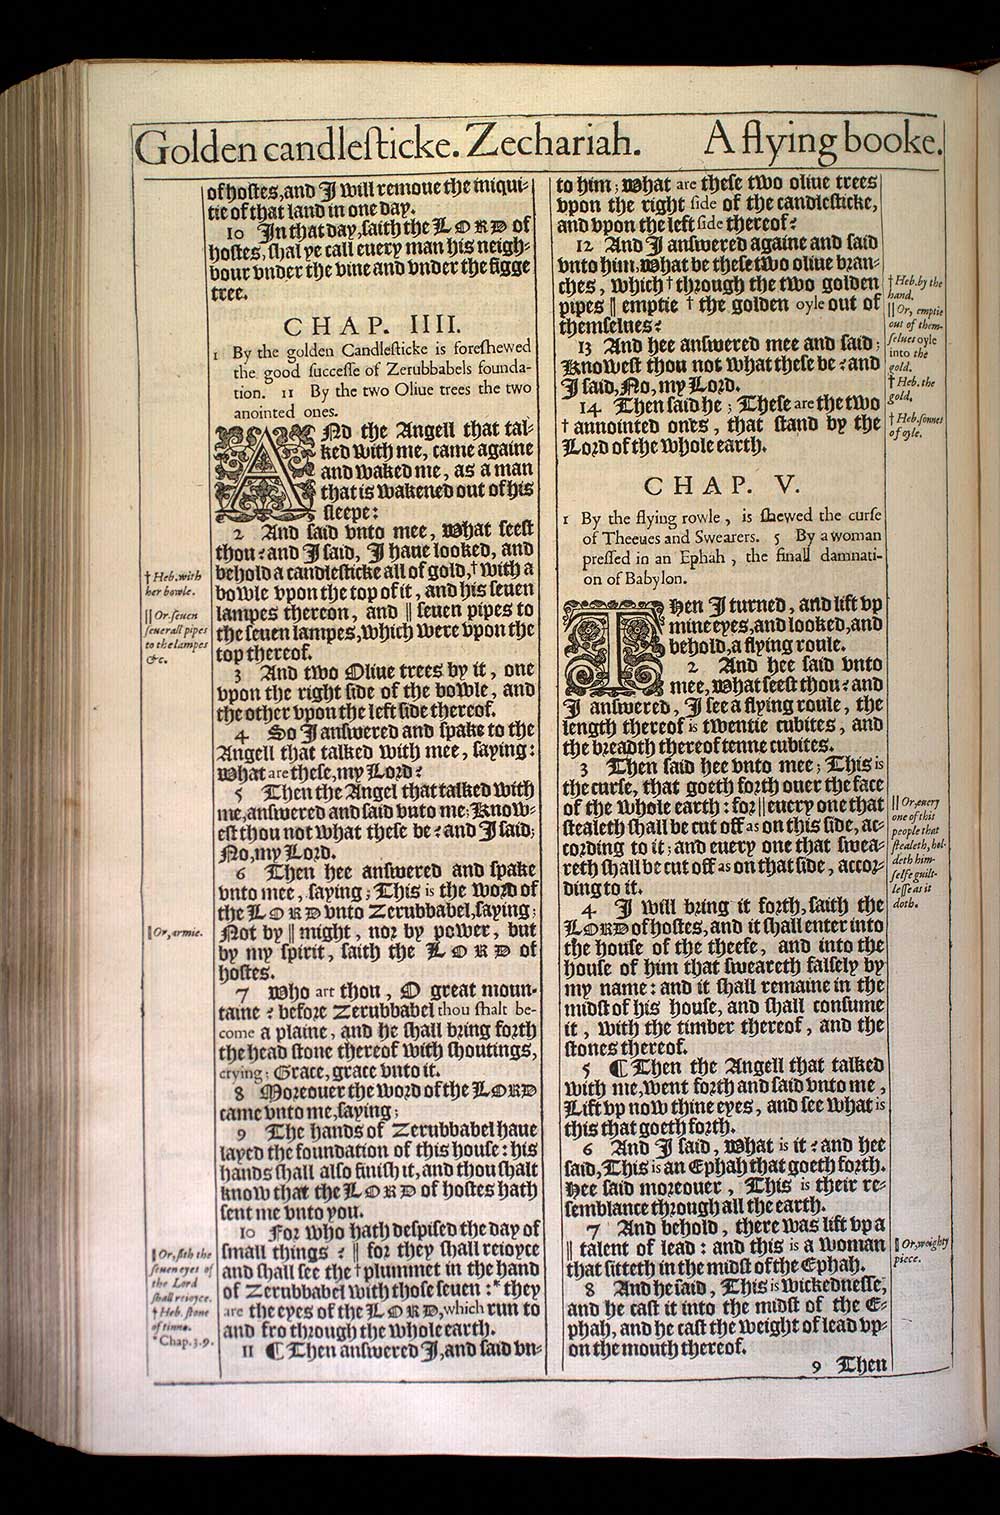 Golden candlesticke. Zechariah. A flying booke.
of hostes, and I will remoue the iniqui-
tie of that land in one day.
10 In that day, saith the LORD of
hostes, shal ye call euery man his neigh-
bour vnder the vine and vnder the figge
tree.
CHAP. IIII.
1 By the golden Candlesticke is foreshewed
the good successe of Zerubbabels founda-
tion. 11 By the two Oliue trees the two
anointed ones.
ANd the Angell that tal-
ked with me, came againe
and waked me, as a man
that is wakened out of his
sleepe:
2 And said vnto mee, What seest
thou? and I said, I haue looked, and
behold a candlesticke all of gold, † with a
bowle vpon the top of it, and his seuen
lampes thereon, and || seuen pipes to
the seuen lampes, which were vpon the
top thereof.
3 And two Oliue trees by it, one
vpon the right side of the bowle, and
the other vpon the left side thereof.
4 So I answered and spake to the
Angell that talked with mee, saying:
What are these, my Lord?
5 Then the Angel that talked with
me, answered and said vnto me; Know-
est thou not what these be? and I said;
No, my Lord.
6 Then hee answered and spake
vnto mee, saying; This is the word of
the LORD vnto Zerubbabel, saying;
Not by || might, nor by power, but
by my spirit, saith the LORD of
hostes.
7 Who art thou, O great moun-
taine? before Zerubbabel thou shalt be-
come a plaine, and he shall bring forth
the head stone thereof with shoutings,
crying; Grace, grace vnto it.
8 Moreouer the word of the LORD
came vnto me, saying;
9 The hands of Zerubbabel haue
layed the foundation of this house: his
hands shall also finish it, and thou shalt
know that the LORD of hostes hath
sent me vnto you.
10 For who hath despised the day of
small things? || for they shall reioyce
and shall see the † plummet in the hand
of Zerubbabel with those seuen: * they
are the eyes of the LORD, which run to
and fro through the whole earth.
11 ¶ Then answered I, and said vn-
† Heb. with
her bowle.
|| Or, seuen
seuerall pipes
to the lampes
&c.
|| Or, armie.
|| Or, sith the
seuen eyes of
the Lord
shall reioyce.
† Heb. stone
of tinne.
* Chap. 3. 9.
to him; What are these two oliue trees
vpon the right side of the candlesticke,
and vpon the left side thereof?
12 And I answered againe and said
vnto him, What be these two oliue bran-
ches, which † through the two golden
pipes || emptie † the golden oyle out of
themselues?
13 And hee answered mee and said;
Knowest thou not what these be? and
I said, No, my Lord.
14 Then said he; These are the two
† annointed ones, that stand by the
Lord of the whole earth.
CHAP. V.
1 By the flying rowle, is shewed the curse
of Theeues and Swearers. 5 By a woman
pressed in an Ephah, the finall damnati-
on of Babylon.
THen I turned, and lift vp
mine eyes, and looked, and
behold, a flying roule.
2 And hee said vnto
mee, What seest thou? and
I answered, I see a flying roule, the
length thereof is twentie cubites, and
the breadth thereof tenne cubites.
3 Then said hee vnto mee; This is
the curse, that goeth forth ouer the face
of the whole earth: for || euery one that
stealeth shall be cut off as on this side, ac-
cording to it; and euery one that swea-
reth shall be cut off as on that side, accor-
ding to it.
4 I will bring it forth, saith the
LORD of hostes, and it shall enter into
the house of the theefe, and into the
house of him that sweareth falsely by
my name: and it shall remaine in the
midst of his house, and shall consume
it, with the timber thereof, and the
stones thereof.
5 ¶ Then the Angell that talked
with me, went forth and said vnto me,
Lift vp now thine eyes, and see what is
this that goeth forth.
6 And I said, What is it? and hee
said, This is an Ephah that goeth forth.
Hee said moreouer, This is their re-
semblance through all the earth.
7 And behold, there was lift vp a
|| talent of lead: and this is a woman
that sitteth in the midst of the Ephah.
8 And he said, This is wickednesse,
and he cast it into the midst of the E-
phah, and he cast the weight of lead vp-
on the mouth thereof.
9 Then
† Heb. by the
hand.
|| Or, emptie
out of them-
selues oyle
into the
gold.
† Heb. the
gold.
† Heb. sonnes
of oyle.
|| Or, euery
one of this
people that
stealeth, hol-
deth him-
selfe guilt-
lesse as it
doth.
|| Or, weighty
piece.